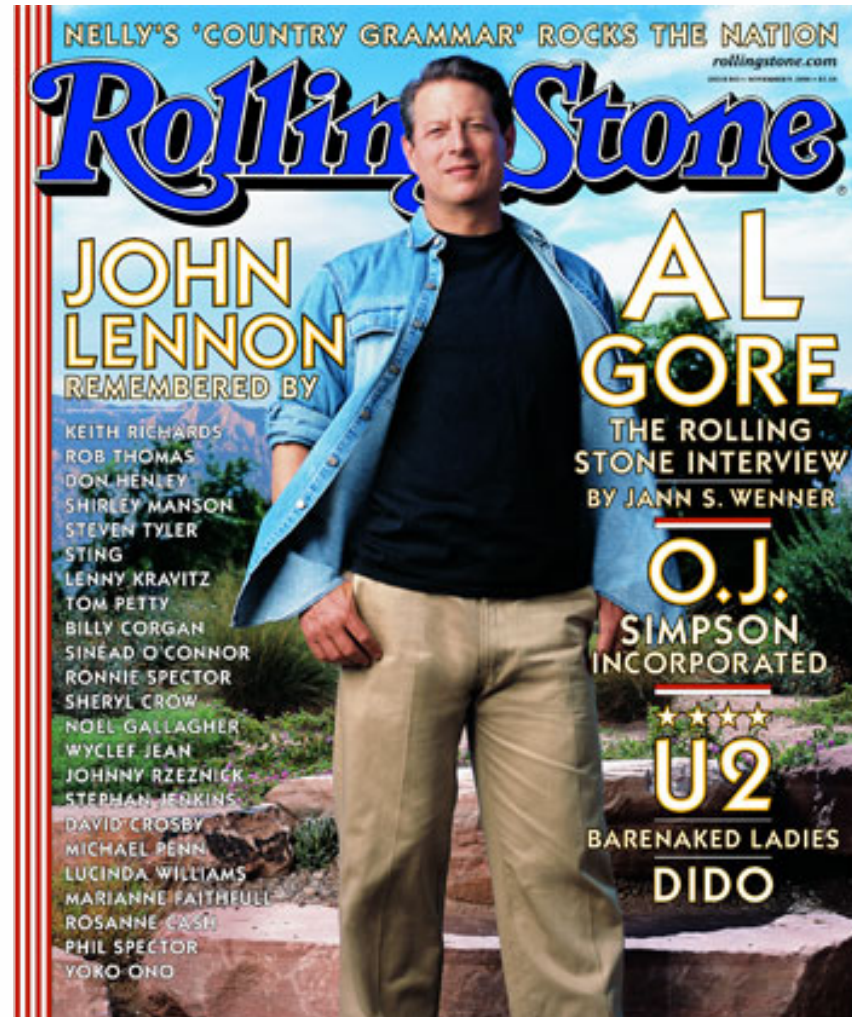 NELLY'S 'COUNTRY GRAMMAR' ROCKS THE NATION
rollingstone.com
Rolling Stone
JOHN
LENNON
REMEMBERED BY
KEITH RICHARDS
ROB THOMAS
DON HENLEY
SHIRLEY MANSON
STEVEN TYLER
STING
LENNY KRAVITZ
TOM PETTY
BILLY CORGAN
SINEAD O'CONNOR
RONNIE SPECTOR
SHERYL CROW
NOEL GALLAGHER
WYCLEF JEAN
JOHNNY RZEZNICK
STEPHAN JENKINS
DAVID CROSBY
MICHAEL PENN
LUCINDA WILLIAMS
MARIANNE FAITHFULL
ROSANNE CASH
PHIL SPECTOR
YOKO ONO
AL
GORE
THE ROLLING
STONE INTERVIEW
BY JANN S. WENNER
O.J.
SIMPSON
INCORPORATED
U2
BARENAKED LADIES
DIDO